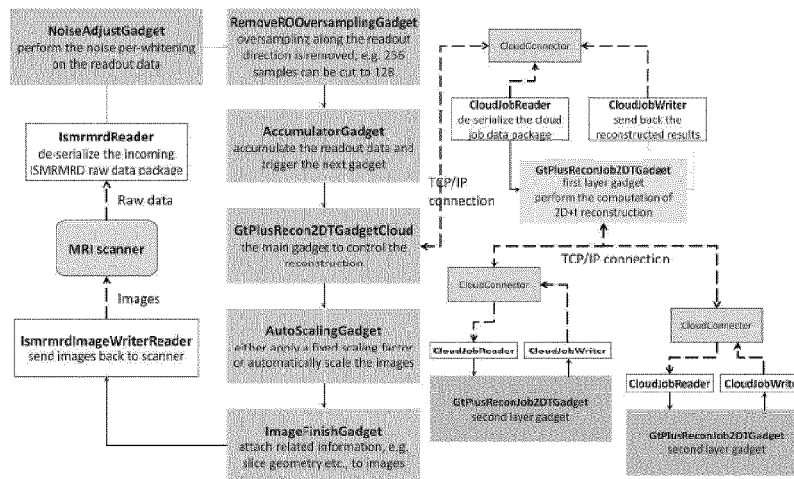 NoiseAdjustGadget
perform the noise per-whitening
on the readout data
IsmrmrdReader
de-serialize the incoming
ISMRMRD raw data package
Raw data
MRI scanner
Images
IsmrmrdImageWriterReader
send images back to scanner
RemoveROOversamplingGadget
oversampling along the readout
direction is removed, e.g. 256
samples can be cut to 128
AccumulatorGadget
accumulate the readout data and
trigger the next gadget
GtPlusRecon2DTGadgetCloud
the main gadget to control the
reconstruction
AutoScalingGadget
either apply a fixed scaling factor
or automatically scale the images
ImageFinishGadget
attach related information, e.g.
slice geometry etc., to images
TCP/IP
connection
CloudConnector
CloudJobReader
de-serialize the cloud
job data package
CloudJobWriter
send back the
reconstructed results
GtPlusReconJob2DTGadget
first layer gadget
perform the computation of
2D+t reconstruction
TCP/IP connection
CloudConnector
CloudJobReader
CloudJobWriter
GtPlusReconJob2DTGadget
second layer gadget
CloudConnector
CloudJobReader
CloudJobWrit
GtPlusReconJob2DTGadget
second layer gadget